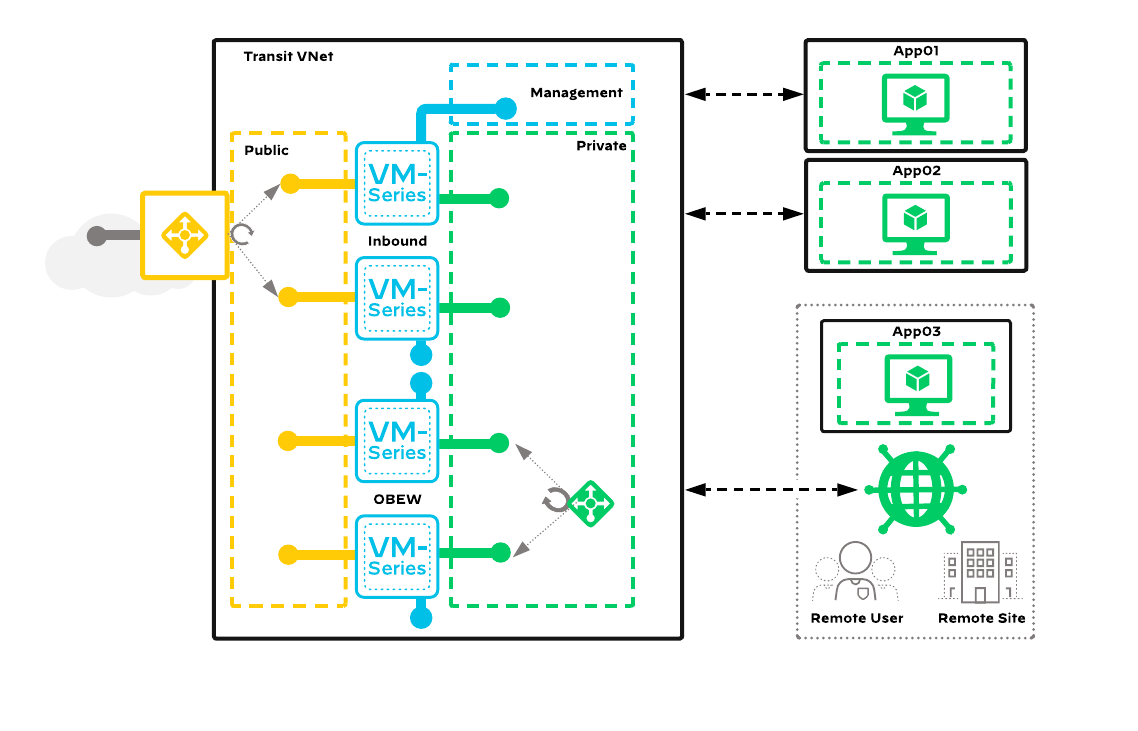 Transit VNet
Management
Public
Private
VM-
Series
Inbound
VM-
Series
VM-
Series
OBEW
VM-
Series
App01
App02
App03
Remote User
Remote Site